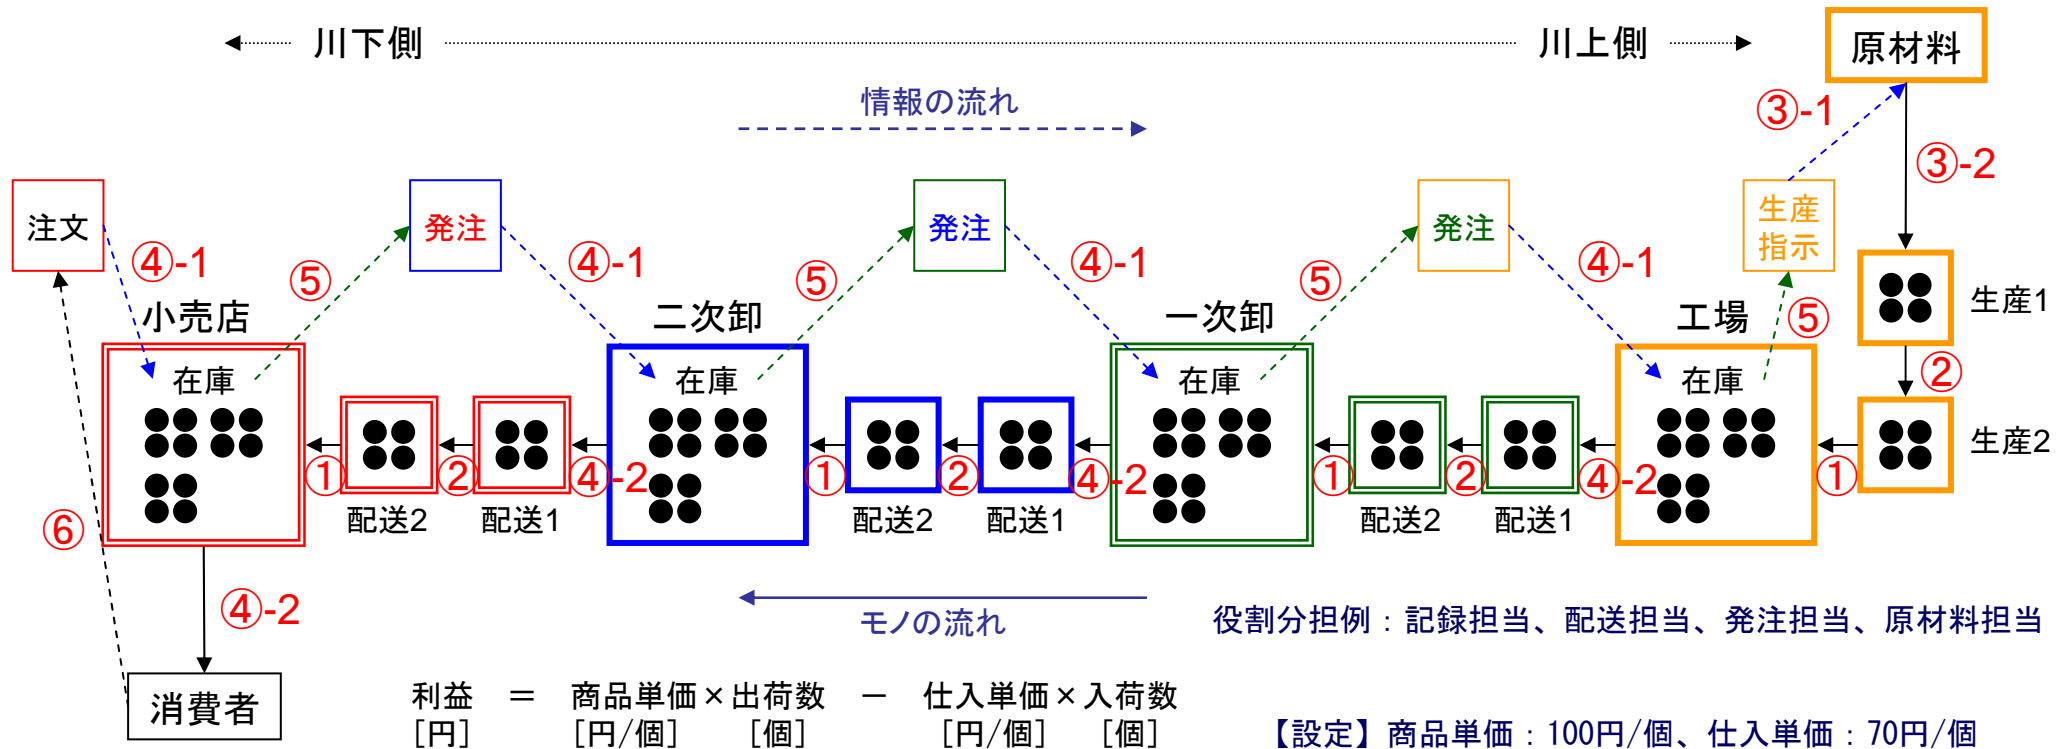 川下側
川上側
原材料
情報の流れ
③-1
③-2
注文
発注
発注
発注
生産
指示
④-1
⑤
④-1
⑤
④-1
⑤
④-1
⑤
小売店
二次卸
一次卸
工場
生産1
②
在庫
在庫
在庫
在庫
生産2
①
②
④-2
①
②
④-2
①
②
④-2
①
配送2
配送1
配送2
配送1
配送2
配送1
⑥
④-2
モノの流れ
役割分担例：記録担当、配送担当、発注担当、原材料担当
消費者
利益 ＝ 商品単価×出荷数 － 仕入単価×入荷数
[円] [円/個] [個] [円/個] [個]
【設定】商品単価：100円/個、仕入単価：70円/個